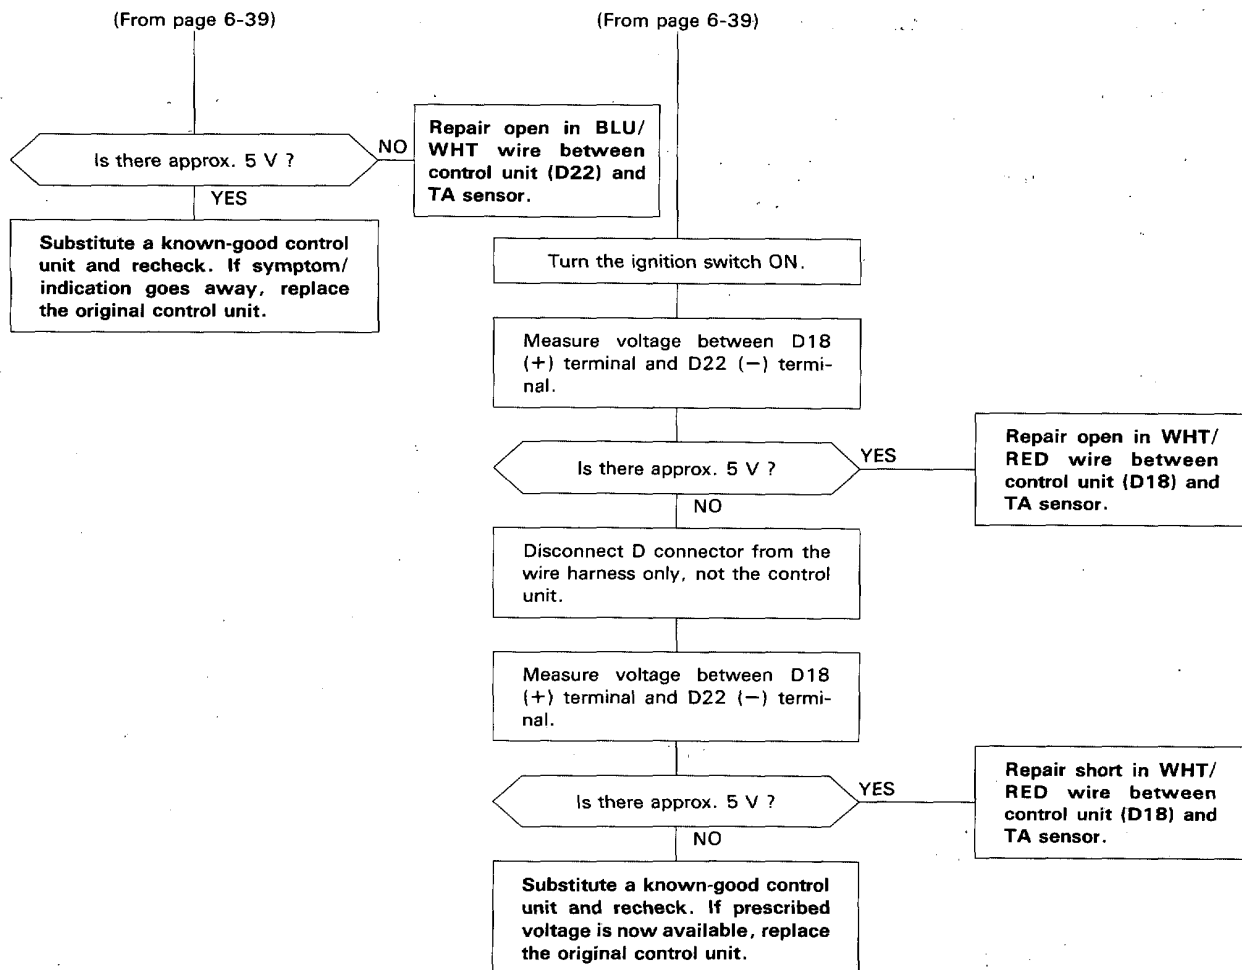 (From page 6-39)
(From page 6-39)
Is there approx. 5 V ?
NO
Repair open in BLU/
WHT wire between
control unit (D22) and
TA sensor.
YES
Substitute a known-good control
unit and recheck. If symptom/
indication goes away, replace
the original control unit.
Turn the ignition switch ON.
Measure voltage between D18
(+) terminal and D22 (−) termi-
nal.
Is there approx. 5 V ?
YES
Repair open in WHT/
RED wire between
control unit (D18) and
TA sensor.
NO
Disconnect D connector from the
wire harness only, not the control
unit.
Measure voltage between D18
(+) terminal and D22 (−) termi-
nal.
Is there approx. 5 V ?
YES
Repair short in WHT/
RED wire between
control unit (D18) and
TA sensor.
NO
Substitute a known-good control
unit and recheck. If prescribed
voltage is now available, replace
the original control unit.